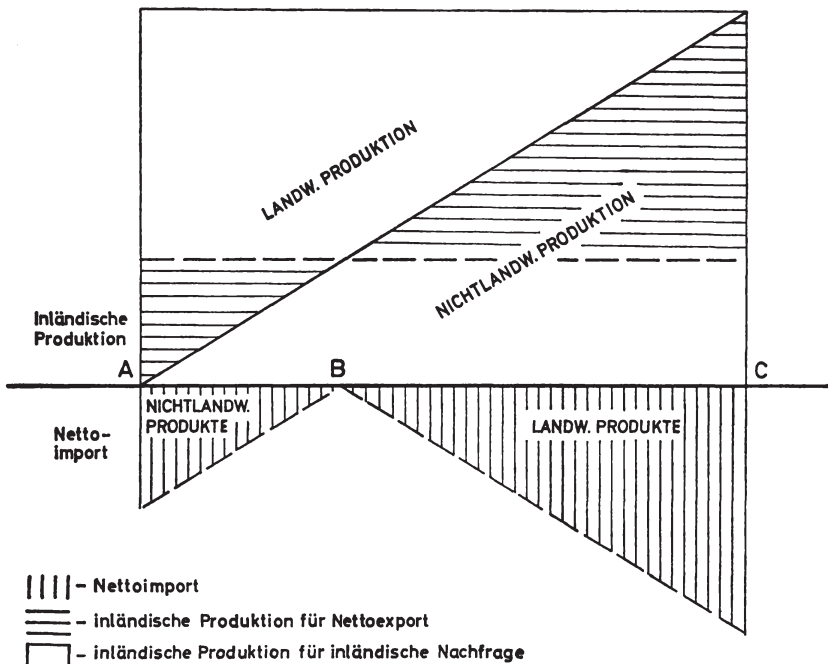 LANDW. PRODUKTION
NICHTLANDW. PRODUKTION
Inländische
Produktion
A
B
C
NICHTLANDW.
PRODUKTE
LANDW. PRODUKTE
Netto-
import
- Nettoimport
- inländische Produktion für Nettoexport
- inländische Produktion für inländische Nachfrage